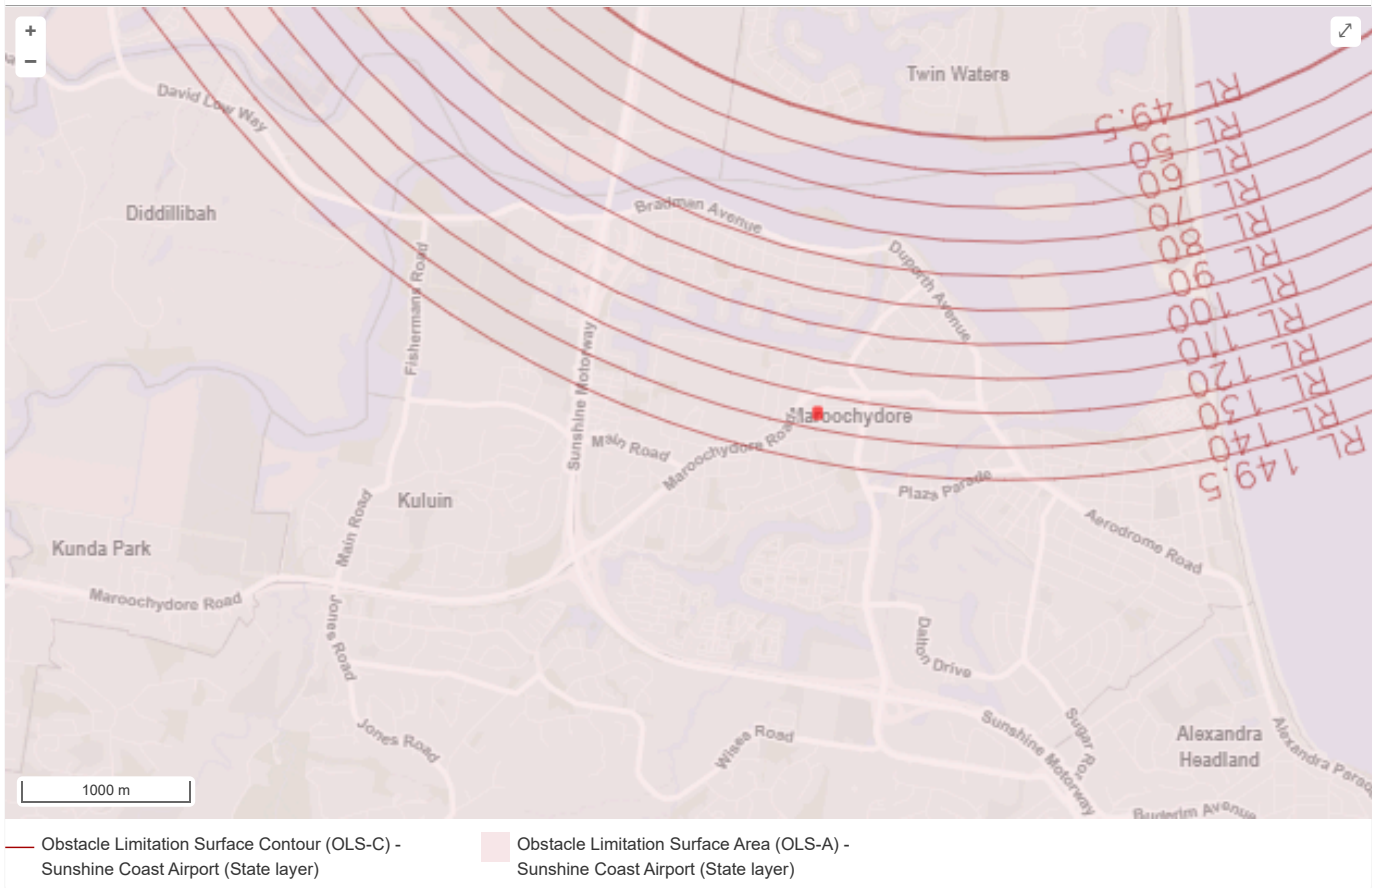 +
−
Twin Waters
David Low Way
RL 49.5
RL 50
RL 60
RL 70
RL 80
RL 90
RL 100
RL 110
RL 120
RL 130
RL 140
RL 149.5
Diddillibah
Bradman Avenue
Duporth Avenue
Fishermans Road
Sunshine Motorway
Maroochydore
Main Road
Maroochydore Road
Plaza Parade
Kuluin
Main Road
Aerodrome Road
Kunda Park
Maroochydore Road
Jones Road
Dalton Drive
Jones Road
Wises Road
Sunshine Motorway
Sugar Roa
Alexandra
Headland
Alexandra Parad
Buderim Avenue
1000 m
Obstacle Limitation Surface Contour (OLS-C) -
Sunshine Coast Airport (State layer)
Obstacle Limitation Surface Area (OLS-A) -
Sunshine Coast Airport (State layer)